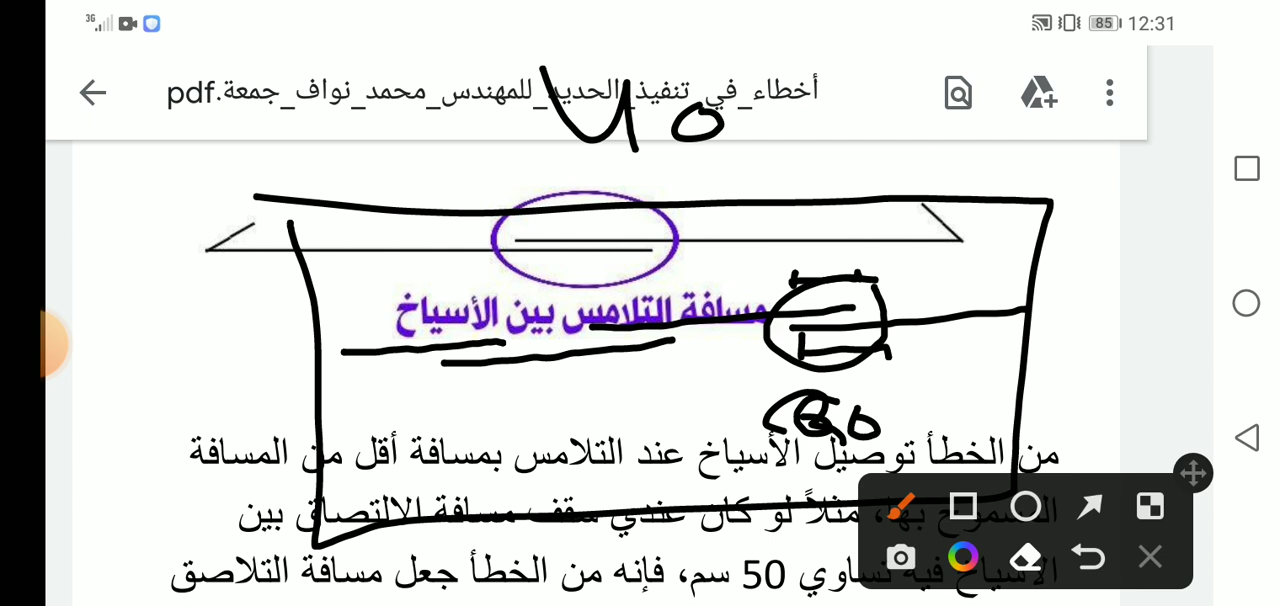 3G 85 12:31
أخطاء_في_تنفيذ_الحديد_للمهندس_محمد_نواف_جمعة.pdf
مسافة التلامس بين الأسياخ
من الخطأ توصيل الأسياخ عند التلامس بمسافة أقل من المسافة
المسموح بها، مثلاً لو كان عندي سقف مسافة الالتصاق بين
الأسياخ فيه تساوي 50 سم، فإنه من الخطأ جعل مسافة التلاصق